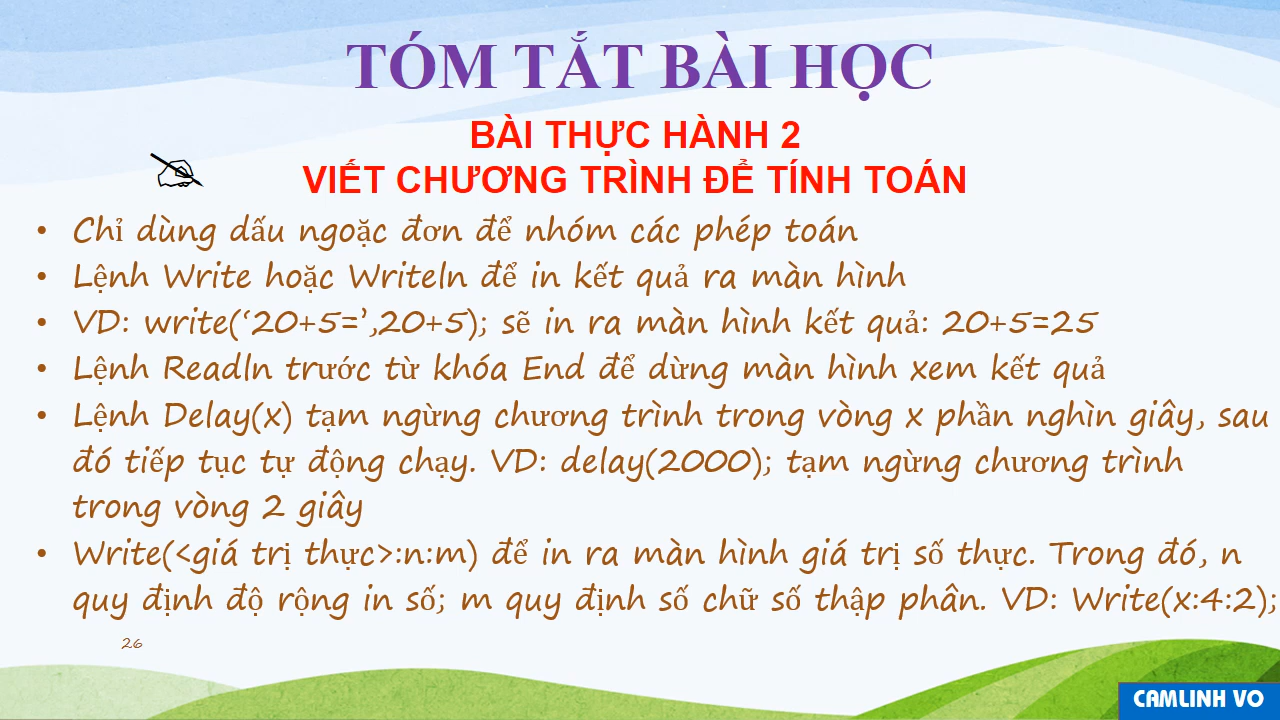 TÓM TẮT BÀI HỌC
BÀI THỰC HÀNH 2
VIẾT CHƯƠNG TRÌNH ĐỂ TÍNH TOÁN
• Chỉ dùng dấu ngoặc đơn để nhóm các phép toán
• Lệnh Write hoặc Writeln để in kết quả ra màn hình
• VD: write(‘20+5=’,20+5); sẽ in ra màn hình kết quả: 20+5=25
• Lệnh Readln trước từ khóa End để dừng màn hình xem kết quả
• Lệnh Delay(x) tạm ngừng chương trình trong vòng x phần nghìn giây, sau
đó tiếp tục tự động chạy. VD: delay(2000); tạm ngừng chương trình
trong vòng 2 giây
• Write(<giá trị thực>:n:m) để in ra màn hình giá trị số thực. Trong đó, n
quy định độ rộng in số; m quy định số chữ số thập phân. VD: Write(x:4:2);
26
CAMLINH VO